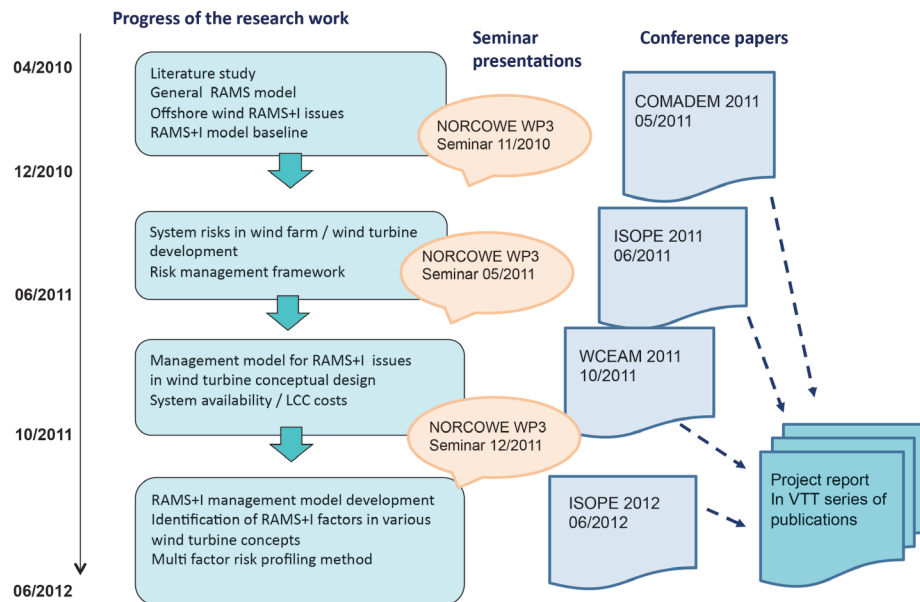 Progress of the research work
Seminar
presentations
Conference papers
04/2010
12/2010
06/2011
10/2011
06/2012
Literature study
General RAMS model
Offshore wind RAMS+I issues
RAMS+I model baseline
System risks in wind farm / wind turbine
development
Risk management framework
Management model for RAMS+I issues
in wind turbine conceptual design
System availability / LCC costs
RAMS+I management model development
Identification of RAMS+I factors in various
wind turbine concepts
Multi factor risk profiling method
NORCOWE WP3
Seminar 11/2010
NORCOWE WP3
Seminar 05/2011
NORCOWE WP3
Seminar 12/2011
COMADEM 2011
05/2011
ISOPE 2011
06/2011
WCEAM 2011
10/2011
ISOPE 2012
06/2012
Project report
In VTT series of
publications